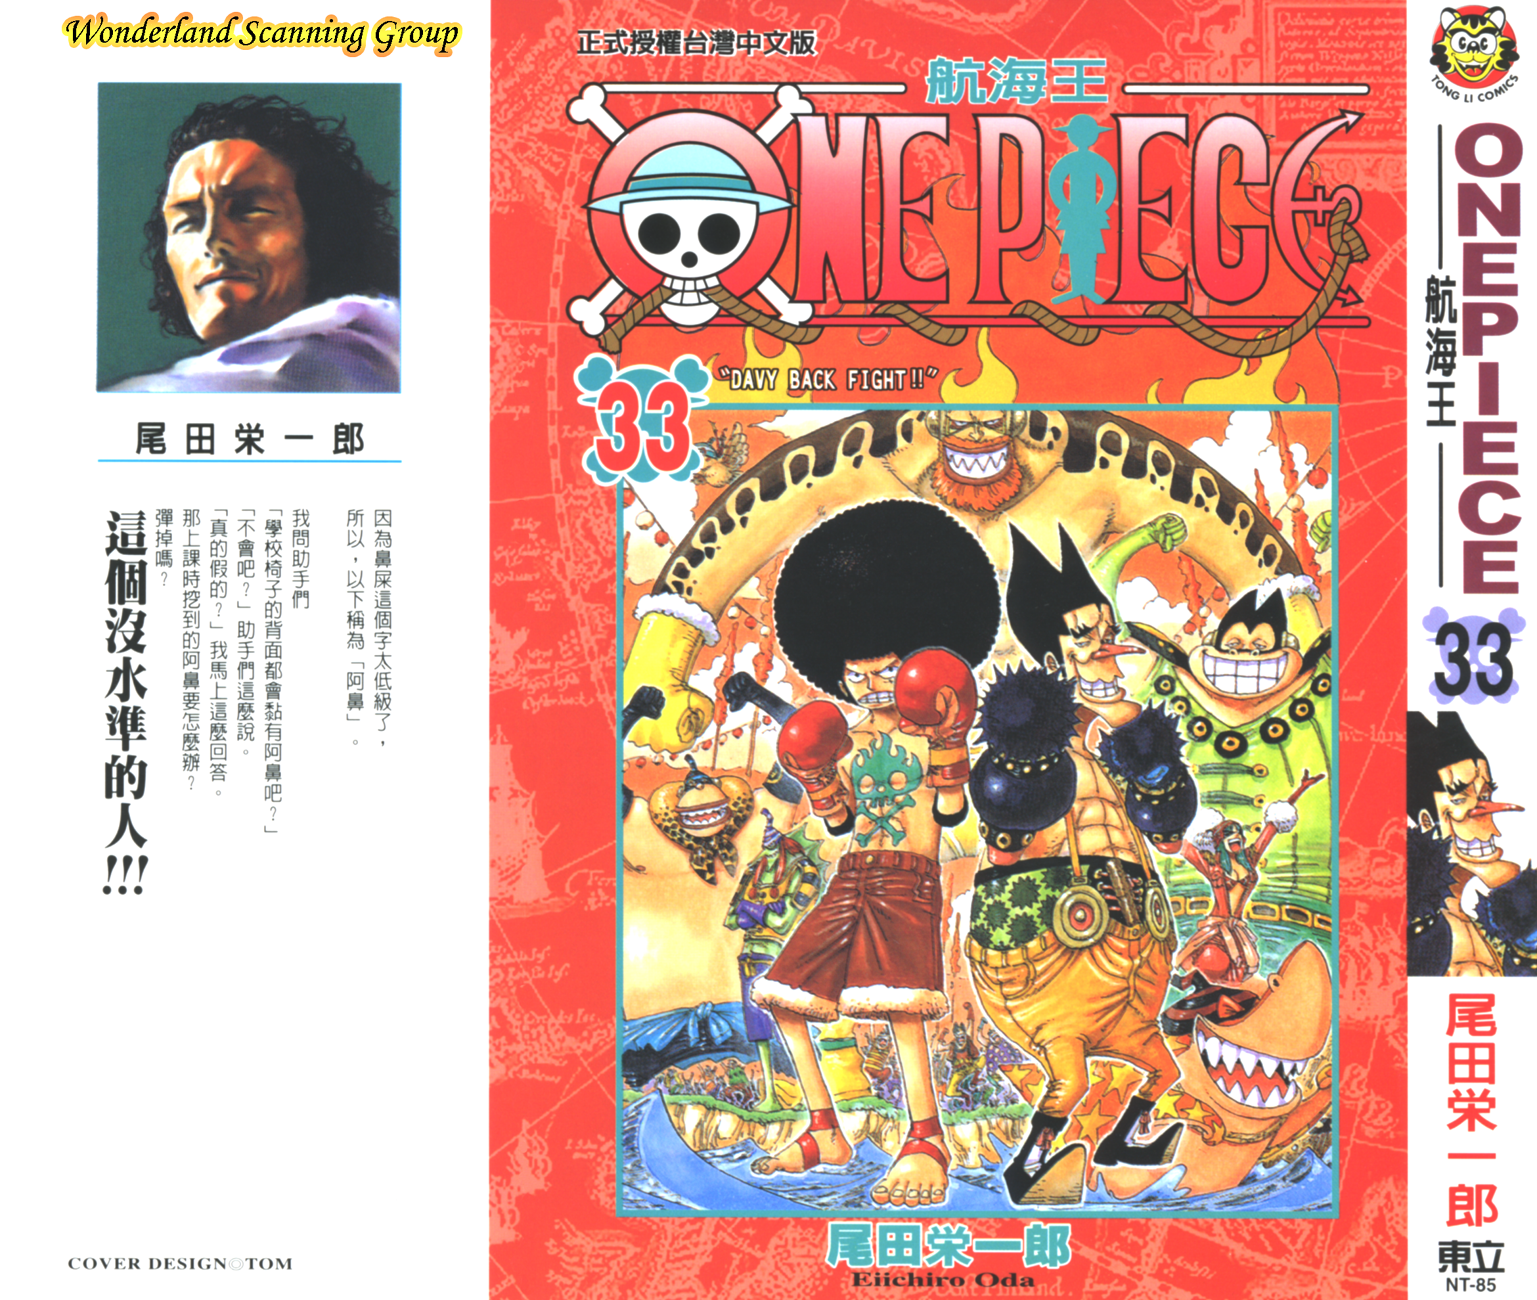 Wonderland Scanning Group
尾田栄一郎
因為鼻屎這個字太低級了，
所以，以下稱為「阿鼻」。
我問助手們
「學校椅子的背面都會黏有阿鼻吧？」
「不會吧？」助手們這麼說。
「真的假的？」我馬上這麼回答。
那上課時挖到的阿鼻要怎麼辦？
彈掉嗎？
這個沒水準的人!!!
COVER DESIGN◎TOM
正式授權台灣中文版
航海王
ONE PIECE
33
"DAVY BACK FIGHT!!"
尾田栄一郎
Eiichiro Oda
TONG LI COMICS
ONE PIECE
航海王
33
尾田栄一郎
東立
NT-85